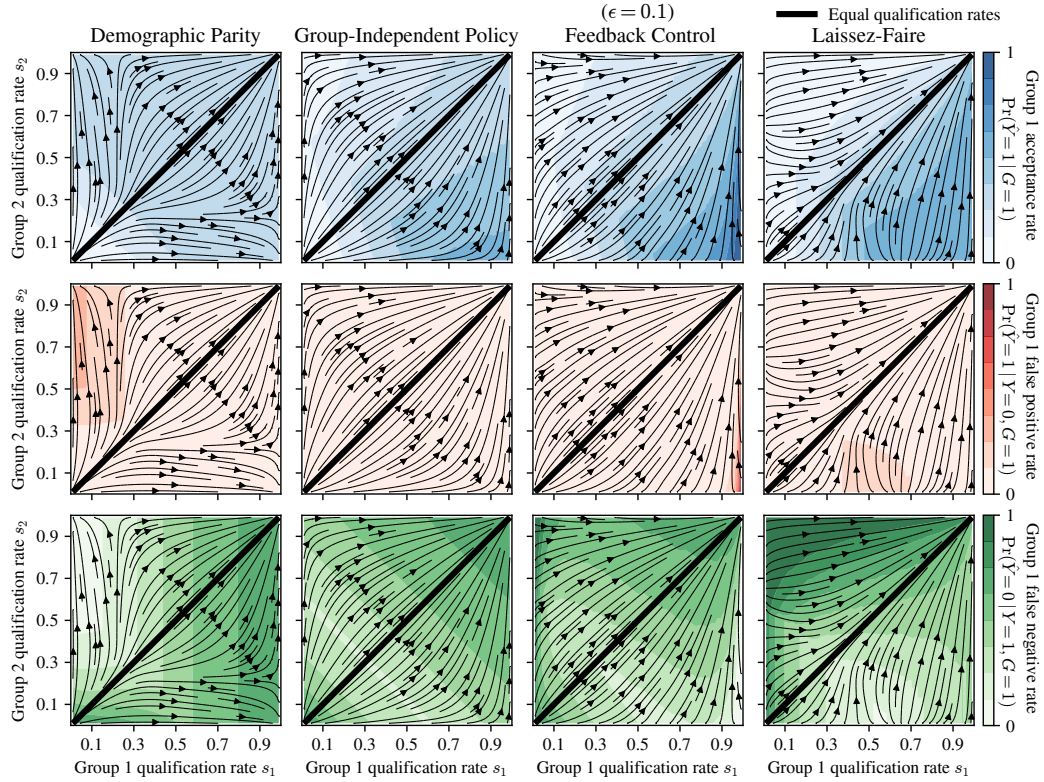 (ϵ = 0.1)
Equal qualification rates
Demographic Parity
Group-Independent Policy
Feedback Control
Laissez-Faire
Group 2 qualification rate s₂
0.9
0.7
0.5
0.3
0.1
1
0
Group 1 acceptance rate
Pr(Ŷ = 1 | G = 1)
Group 2 qualification rate s₂
0.9
0.7
0.5
0.3
0.1
1
0
Group 1 false positive rate
Pr(Ŷ = 1 | Y = 0, G = 1)
Group 2 qualification rate s₂
0.9
0.7
0.5
0.3
0.1
1
0
Group 1 false negative rate
Pr(Ŷ = 0 | Y = 1, G = 1)
0.1 0.3 0.5 0.7 0.9
0.1 0.3 0.5 0.7 0.9
0.1 0.3 0.5 0.7 0.9
0.1 0.3 0.5 0.7 0.9
Group 1 qualification rate s₁
Group 1 qualification rate s₁
Group 1 qualification rate s₁
Group 1 qualification rate s₁